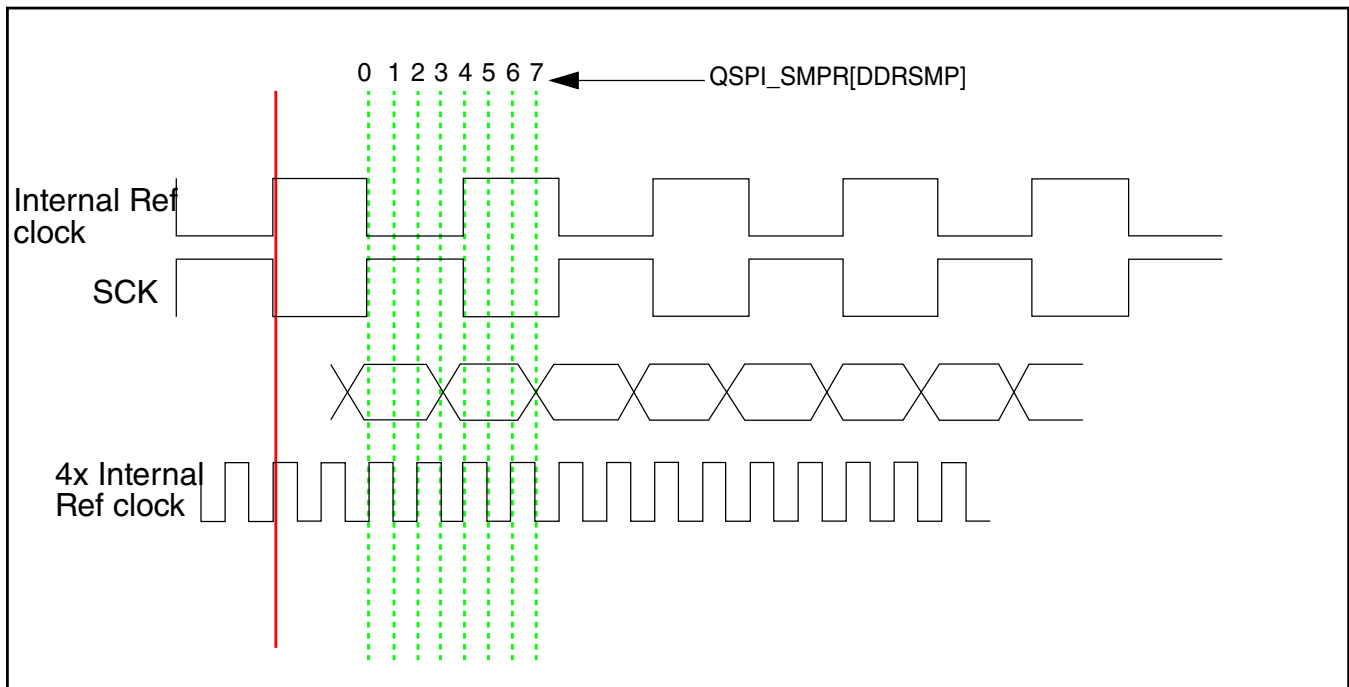 0 1 2 3 4 5 6 7 QSPI_SMPR[DDRSMP]
Internal Ref
clock
SCK
4x Internal
Ref clock